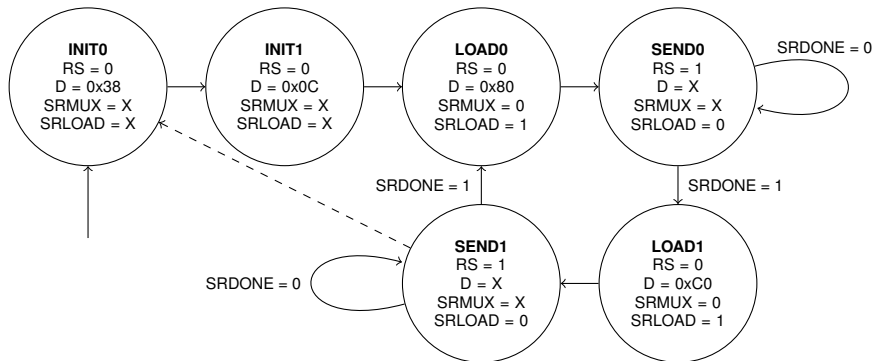 INIT0
RS = 0
D = 0x38
SRMUX = X
SRLOAD = X
INIT1
RS = 0
D = 0x0C
SRMUX = X
SRLOAD = X
LOAD0
RS = 0
D = 0x80
SRMUX = 0
SRLOAD = 1
SEND0
RS = 1
D = X
SRMUX = X
SRLOAD = 0
SRDONE = 0
SRDONE = 1
SRDONE = 1
SRDONE = 0
SEND1
RS = 1
D = X
SRMUX = X
SRLOAD = 0
LOAD1
RS = 0
D = 0xC0
SRMUX = 0
SRLOAD = 1